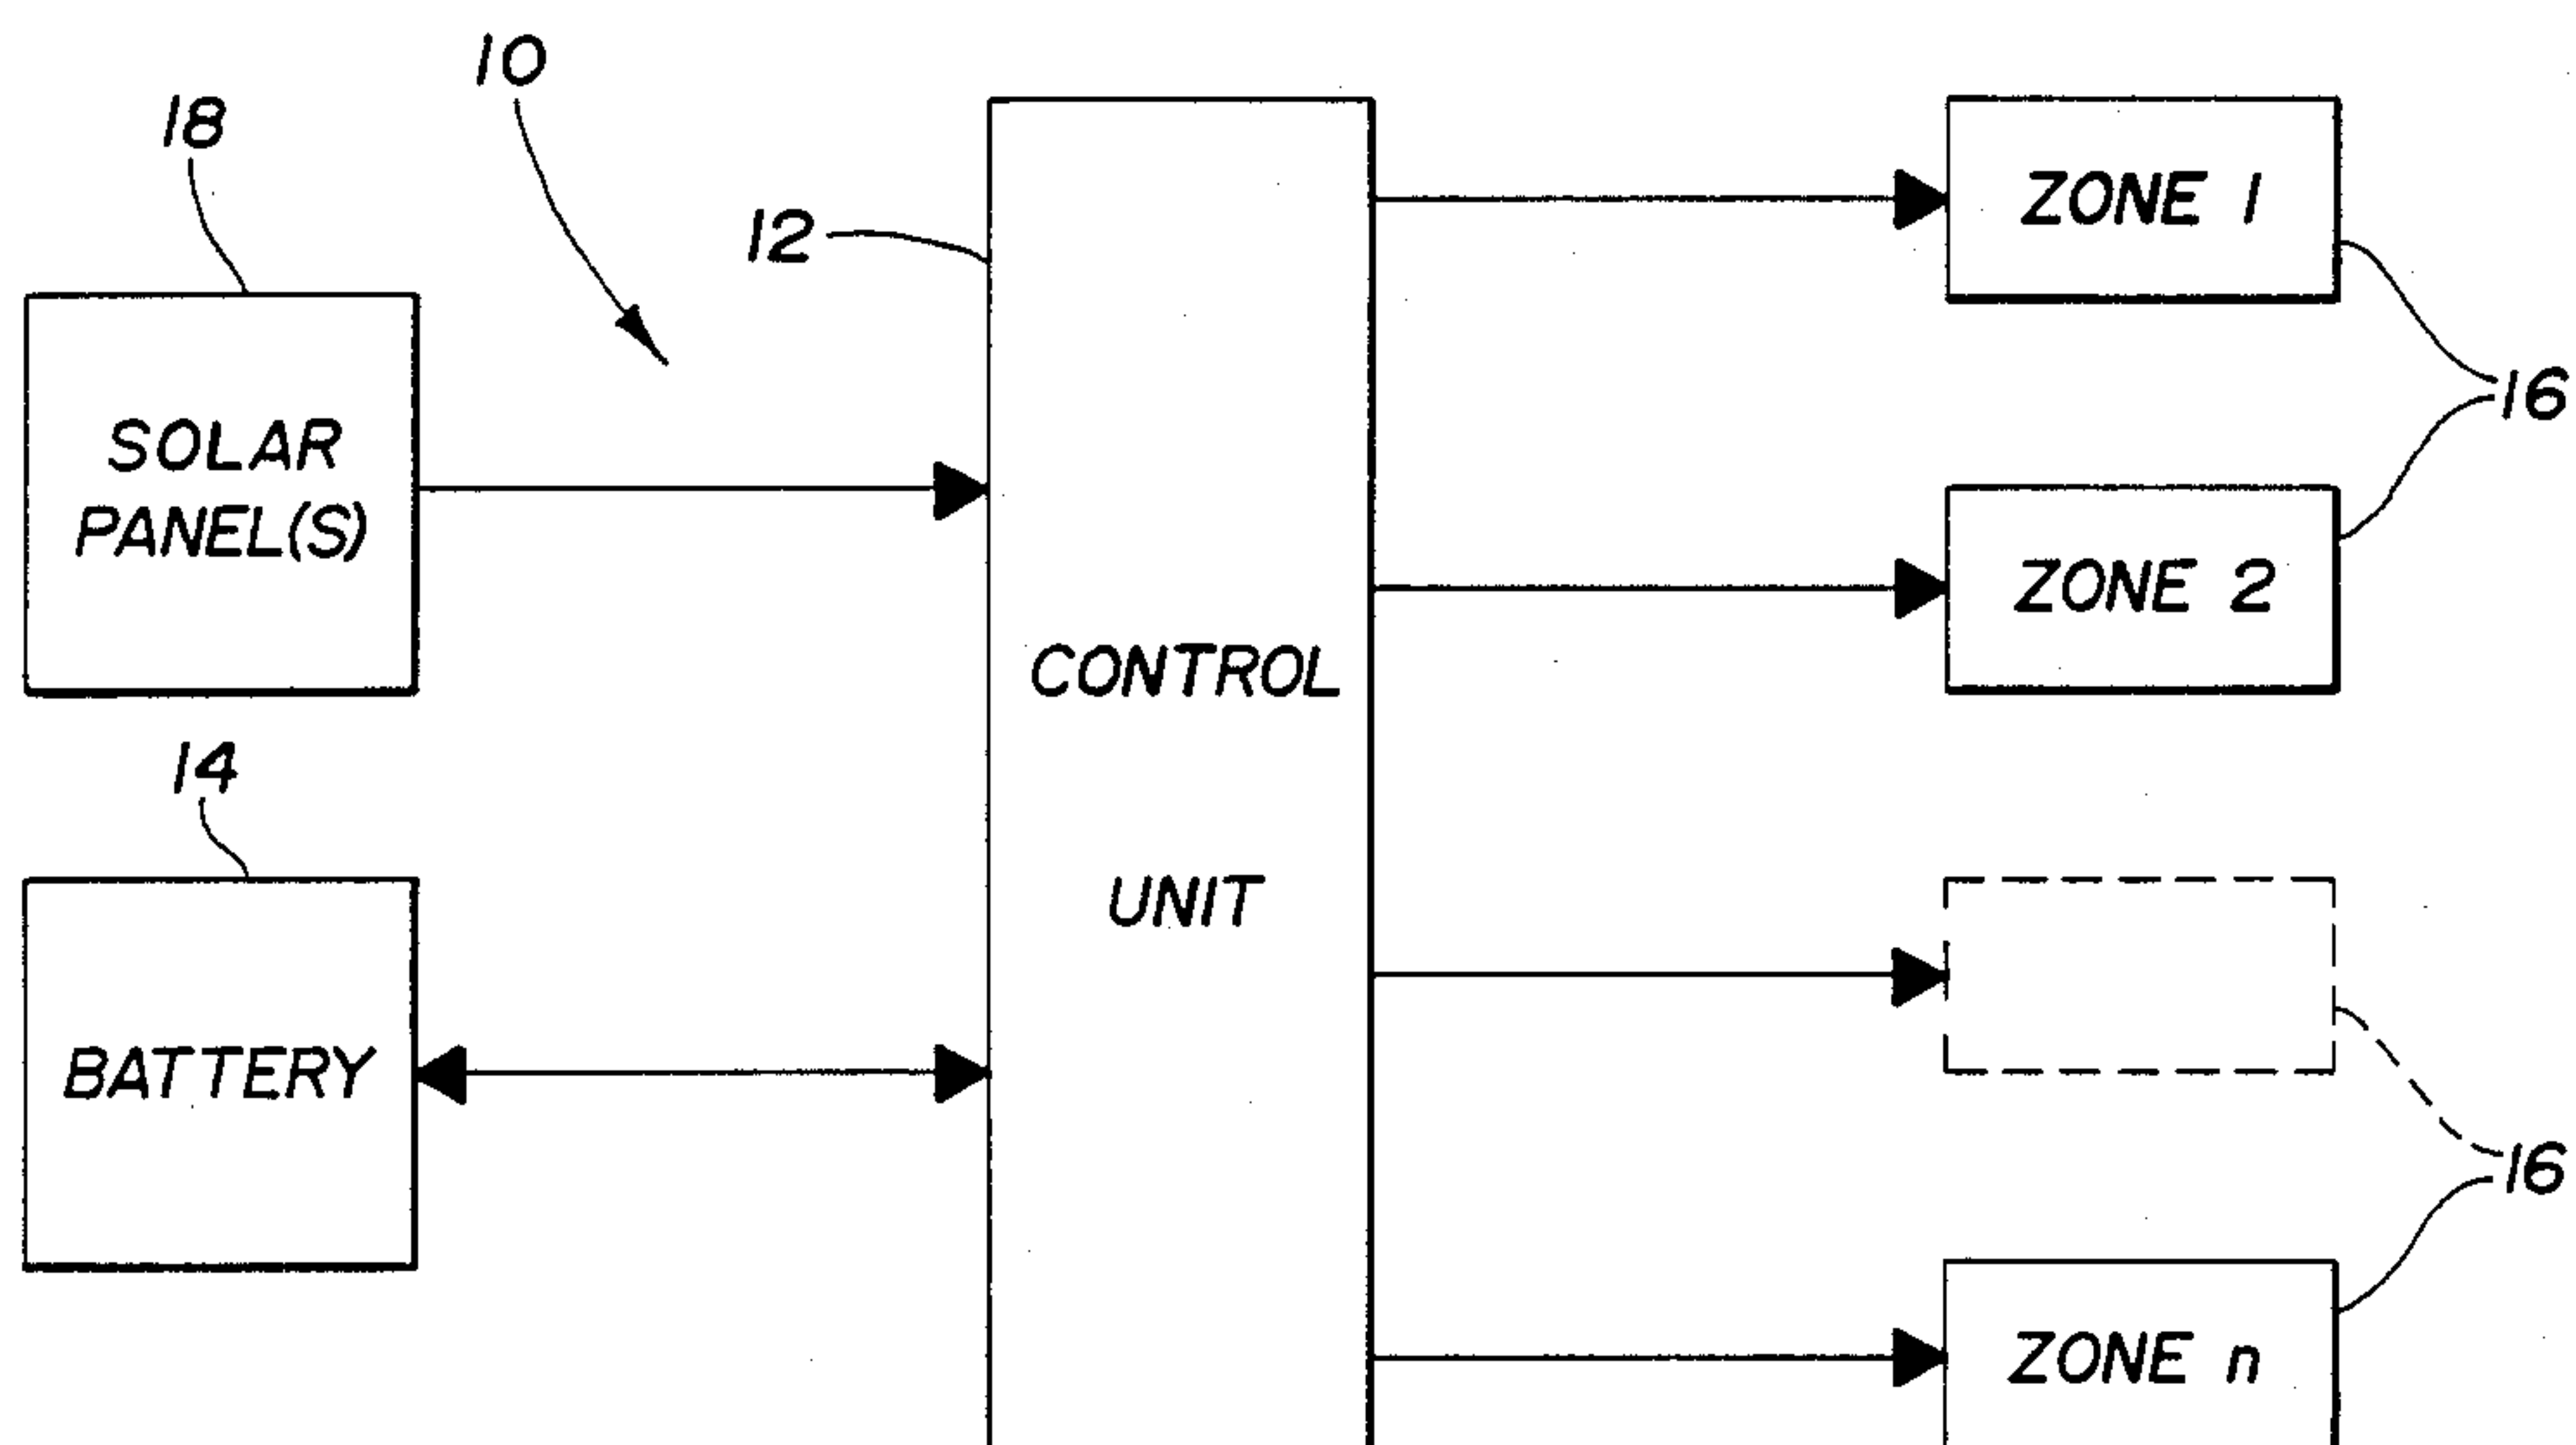 10
18
12
ZONE 1
16
SOLAR
PANEL(S)
ZONE 2
CONTROL
UNIT
14
BATTERY
16
ZONE n